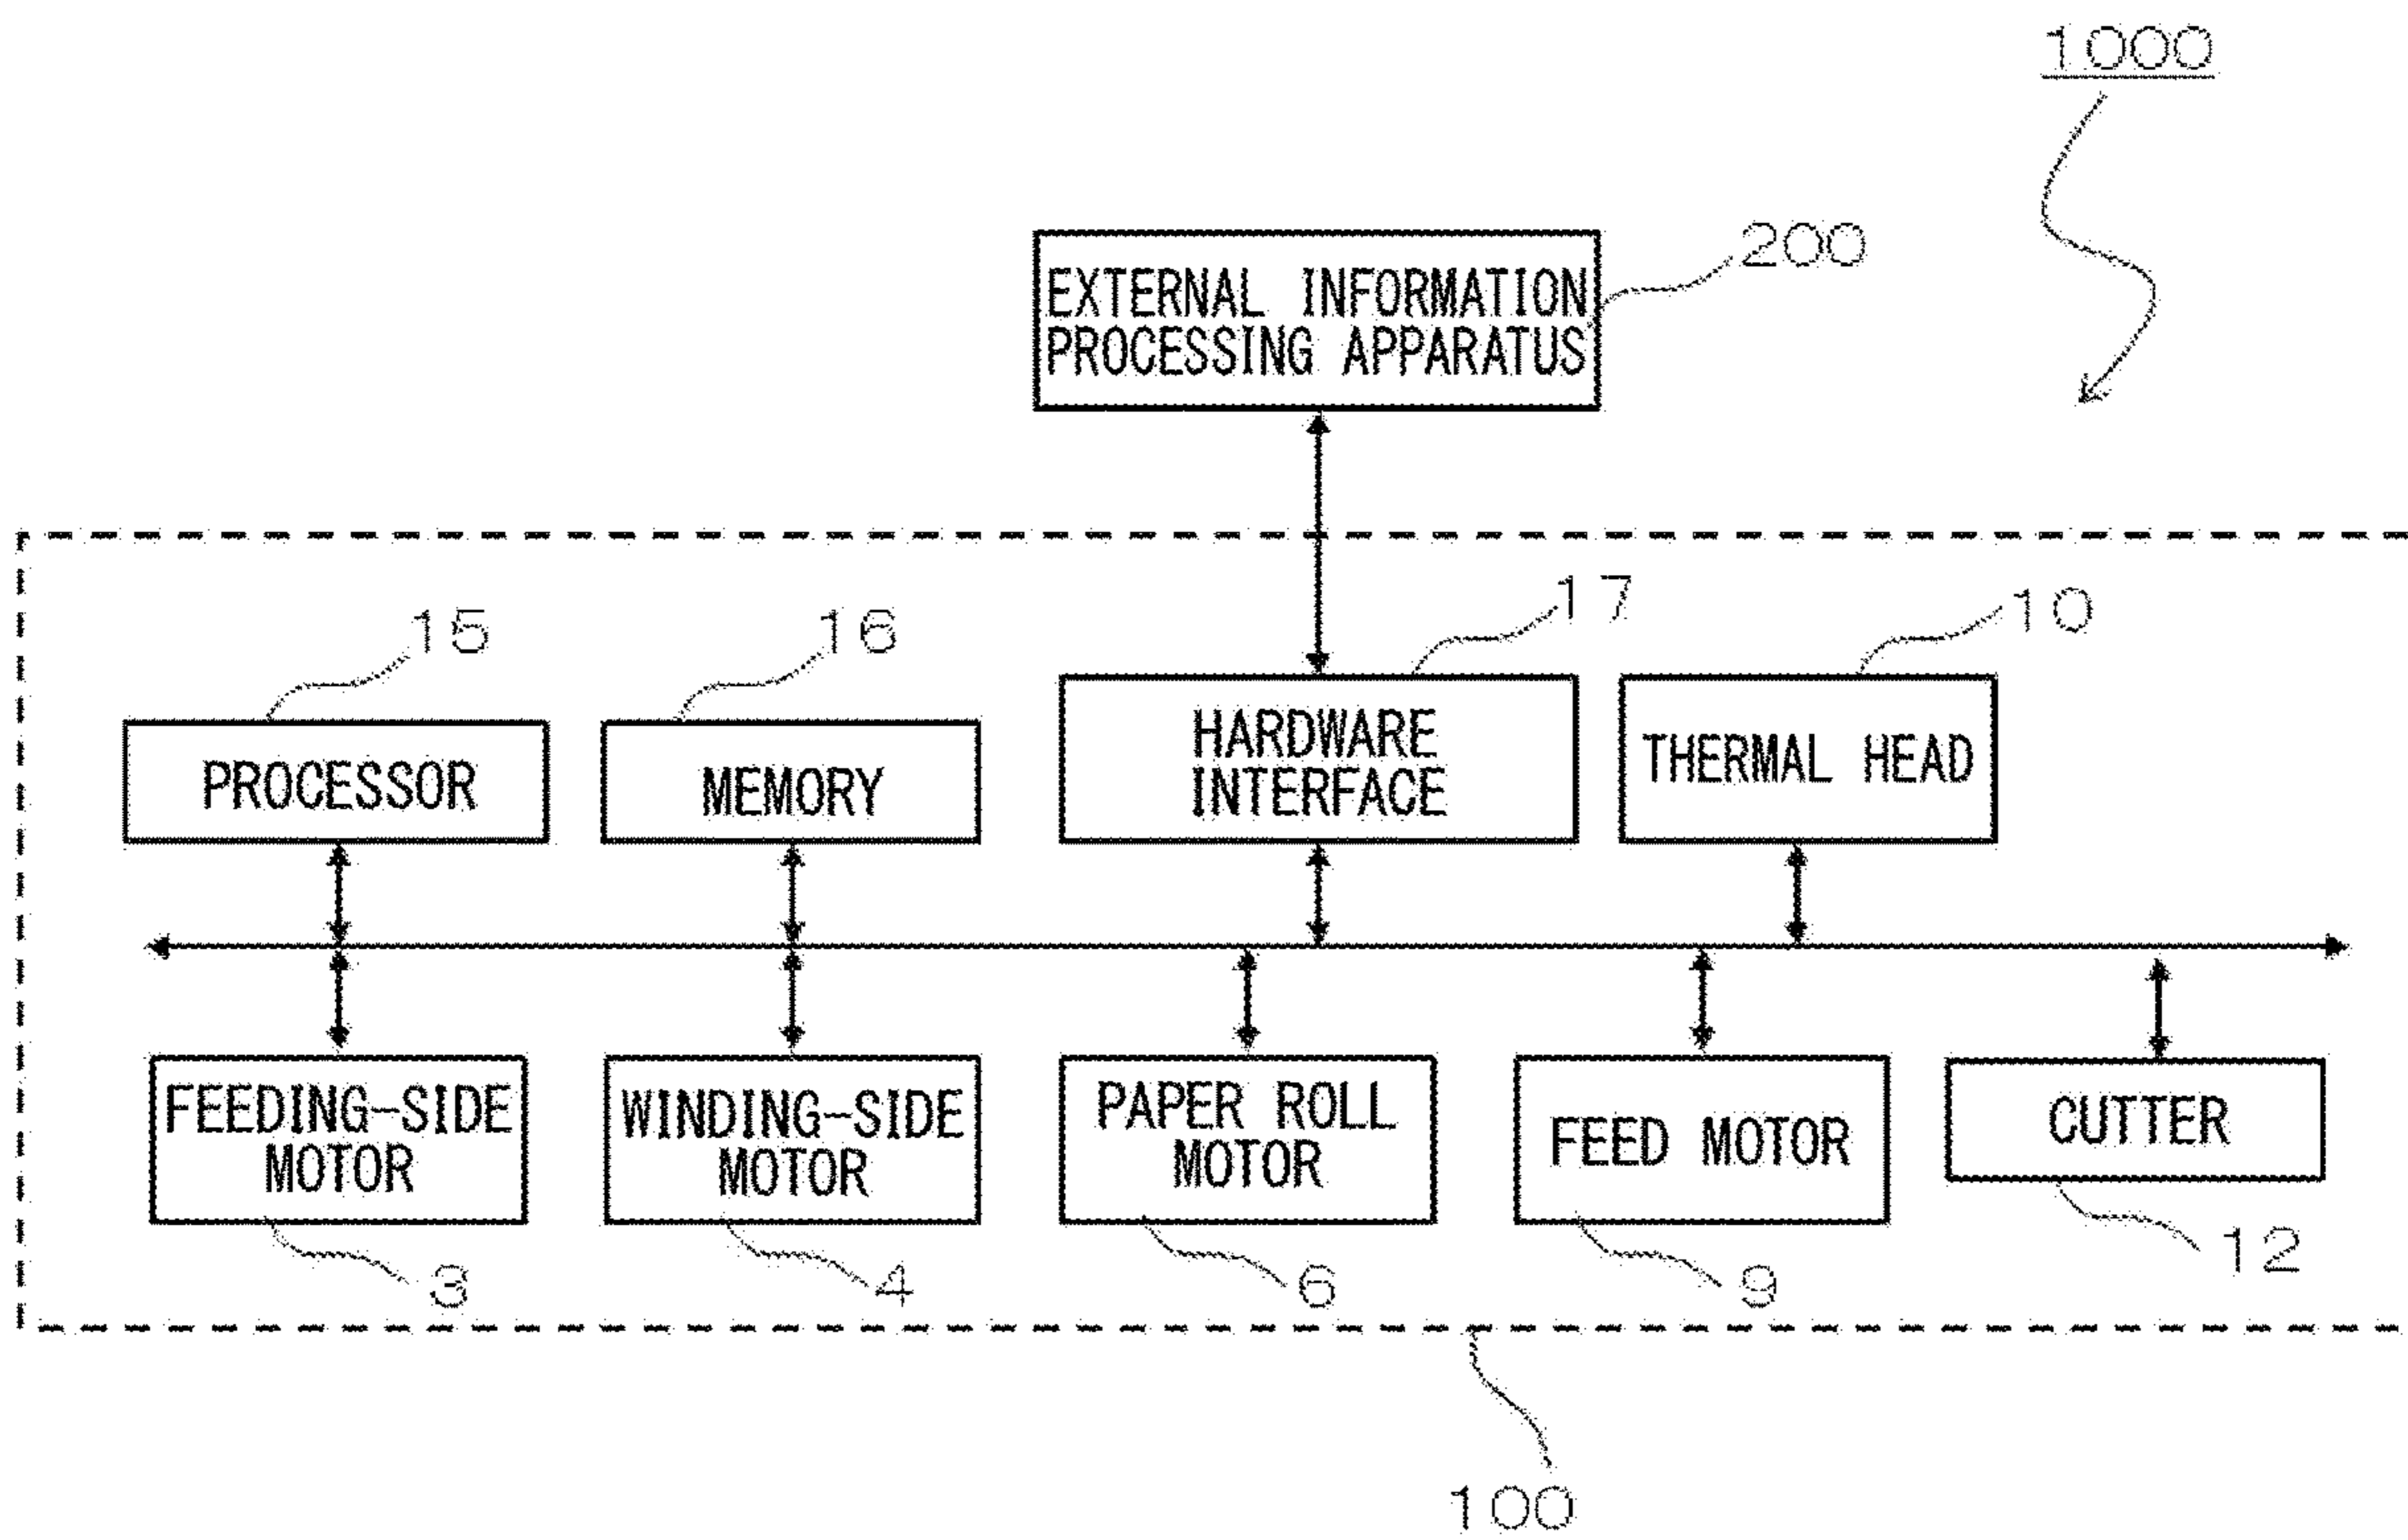 1000
200
EXTERNAL INFORMATION
PROCESSING APPARATUS
15
16
17
10
PROCESSOR
MEMORY
HARDWARE
INTERFACE
THERMAL HEAD
FEEDING-SIDE
MOTOR
WINDING-SIDE
MOTOR
PAPER ROLL
MOTOR
FEED MOTOR
CUTTER
3
4
6
9
12
100